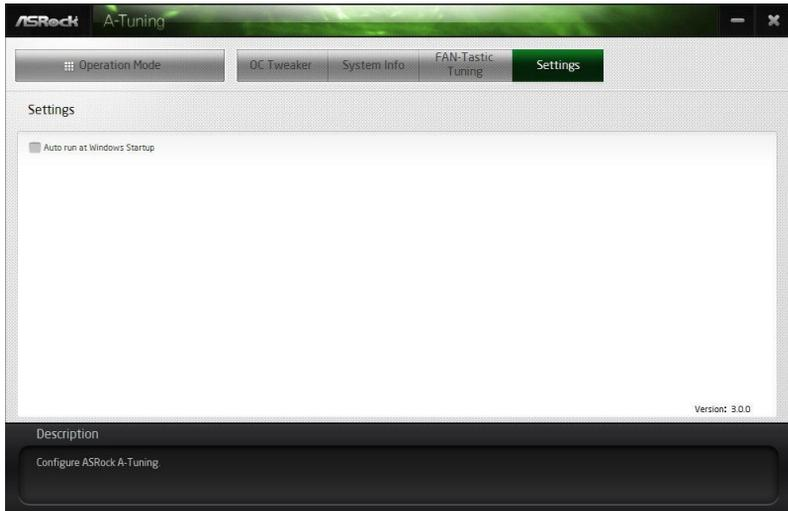 ASRock A-Tuning
Operation Mode
OC Tweaker
System Info
FAN-Tastic
Tuning
Settings
Settings
Auto run at Windows Startup
Version: 3.0.0
Description
Configure ASRock A-Tuning.